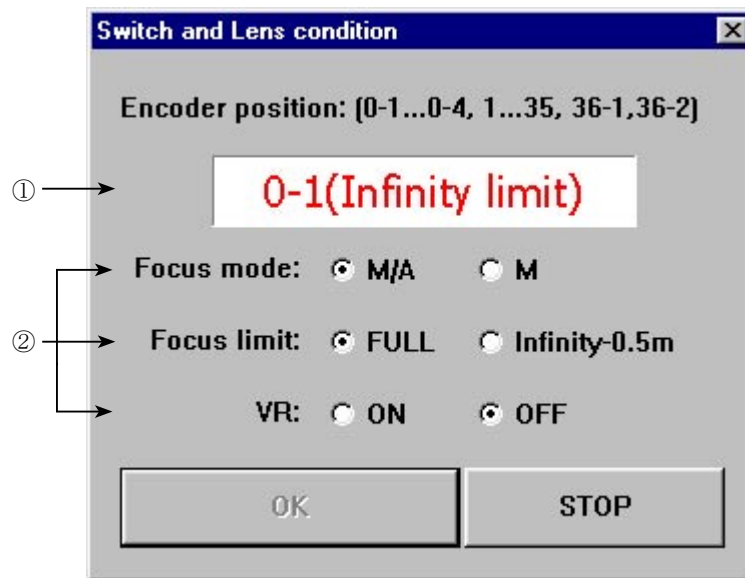 Switch and Lens condition
Encoder position: (0-1...0-4, 1...35, 36-1,36-2)
① 0-1(Infinity limit)
Focus mode: M/A M
② Focus limit: FULL Infinity-0.5m
VR: ON OFF
OK STOP